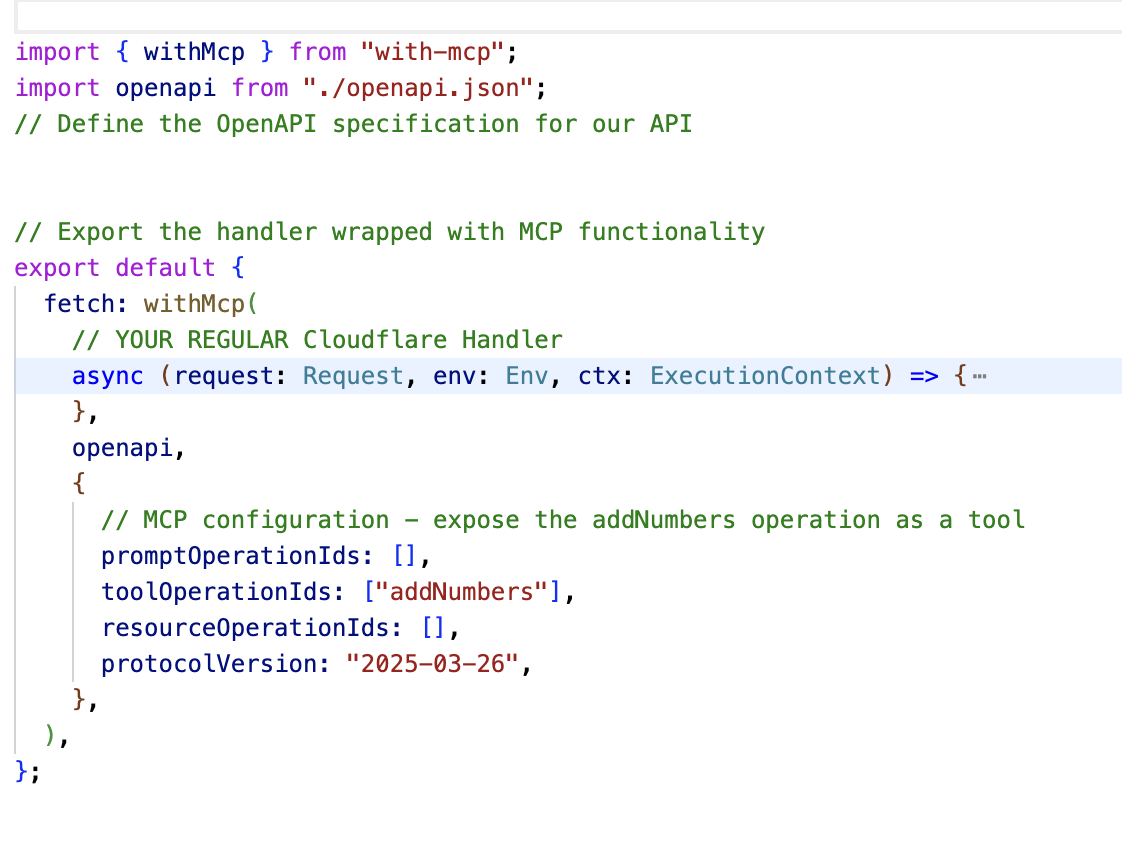 import { withMcp } from "with-mcp";
import openapi from "./openapi.json";
// Define the OpenAPI specification for our API
// Export the handler wrapped with MCP functionality
export default {
  fetch: withMcp(
    // YOUR REGULAR Cloudflare Handler
    async (request: Request, env: Env, ctx: ExecutionContext) => {⋯
    },
    openapi,
    {
      // MCP configuration - expose the addNumbers operation as a tool
      promptOperationIds: [],
      toolOperationIds: ["addNumbers"],
      resourceOperationIds: [],
      protocolVersion: "2025-03-26",
    },
  ),
};